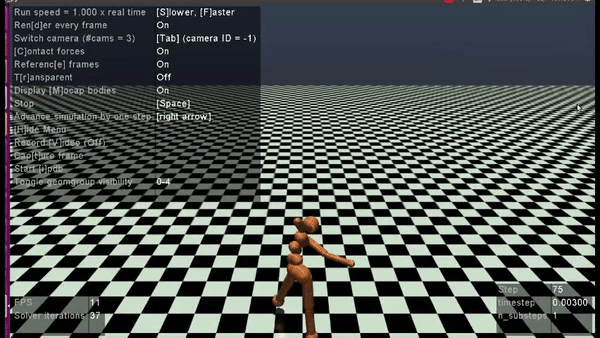 Run speed = 1.000 x real time [S]lower, [F]aster
Ren[d]er every frame On
Switch camera (#cams = 3) [Tab] (camera ID = -1)
[C]ontact forces On
Referenc[e] frames On
T[r]ansparent Off
Display [M]ocap bodies On
Stop [Space]
Advance simulation by one step [right arrow]
[H]ide Menu
Record [V]ideo (Off)
Cap[t]ure frame
Start [i]pdb
Toggle geomgroup visibility 0-4
FPS 11
Solver iterations 37
Step 75
timestep 0.00300
n_substeps 1